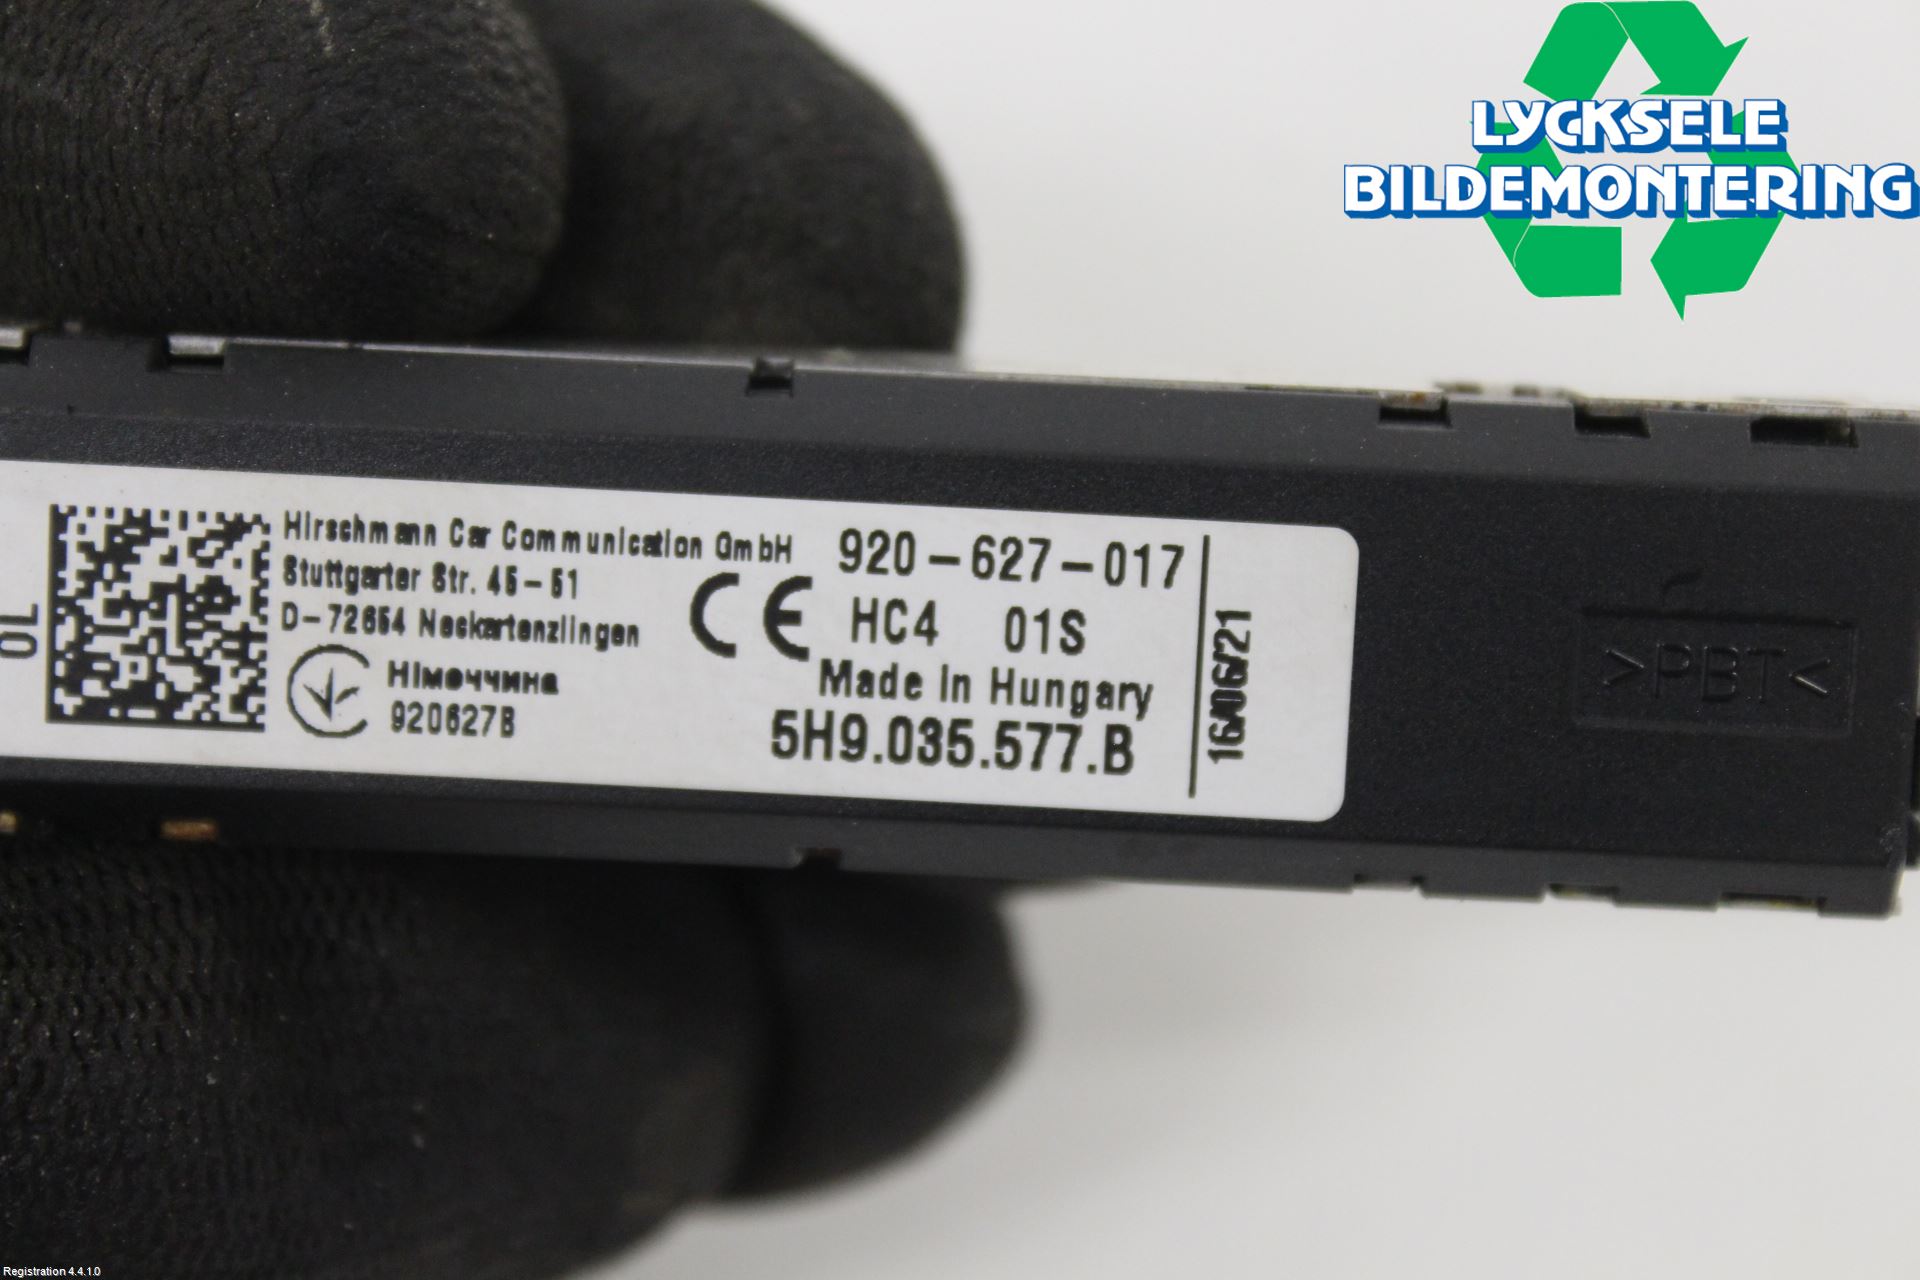 LYCKSELE
BILDEMONTERING
Hirschmann Car Communication GmbH
Stuttgarter Str. 45-51
D-72654 Neckartenzlingen
Німеччина
920627B
920-627-017
HC4 01S
Made in Hungary
5H9.035.577.B
16/06/21
10
>PBT<
Registration 4.4.1.0